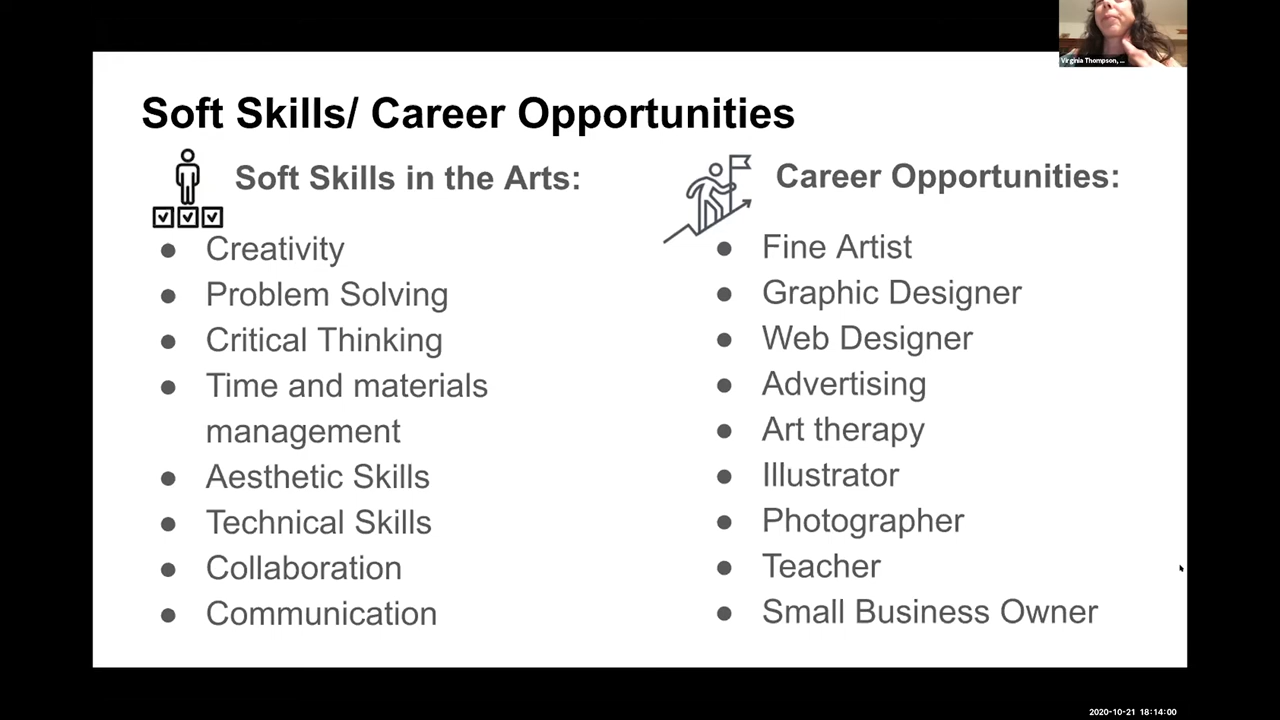 Virginia Thompson, ...
Soft Skills/ Career Opportunities
Soft Skills in the Arts:
Creativity
Problem Solving
Critical Thinking
Time and materials
management
Aesthetic Skills
Technical Skills
Collaboration
Communication
Career Opportunities:
Fine Artist
Graphic Designer
Web Designer
Advertising
Art therapy
Illustrator
Photographer
Teacher
Small Business Owner
2020-10-21 18:14:00